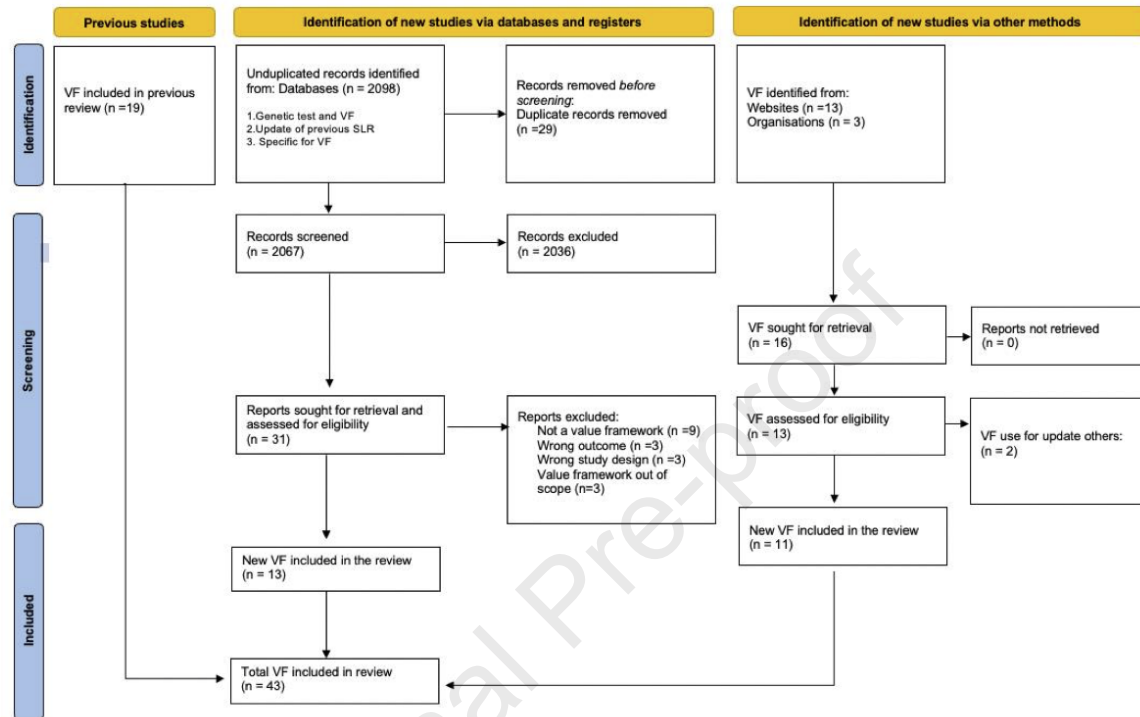 Previous studies
Identification of new studies via databases and registers
Identification of new studies via other methods
Identification
VF included in previous
review (n =19)
Unduplicated records identified
from: Databases (n = 2098)
1.Genetic test and VF
2.Update of previous SLR
3. Specific for VF
Records removed before
screening:
Duplicate records removed
(n =29)
VF identified from:
Websites (n =13)
Organisations (n = 3)
Screening
Records screened
(n = 2067)
Records excluded
(n = 2036)
VF sought for retrieval
(n = 16)
Reports not retrieved
(n = 0)
Reports sought for retrieval and
assessed for eligibility
(n = 31)
Reports excluded:
Not a value framework (n =9)
Wrong outcome (n =3)
Wrong study design (n =3)
Value framework out of
scope (n=3)
VF assessed for eligibility
(n = 13)
VF use for update others:
(n = 2)
Included
New VF included in the review
(n = 13)
New VF included in the review
(n = 11)
Total VF included in review
(n = 43)
al Pre-proof